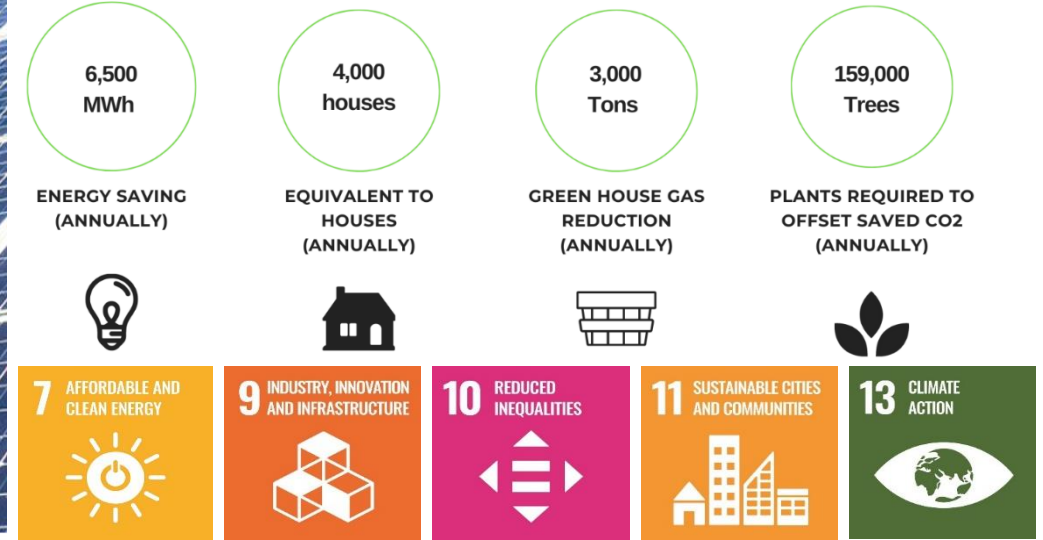 6,500
MWh
4,000
houses
3,000
Tons
159,000
Trees
ENERGY SAVING
(ANNUALLY)
EQUIVALENT TO
HOUSES
(ANNUALLY)
GREEN HOUSE GAS
REDUCTION
(ANNUALLY)
PLANTS REQUIRED TO
OFFSET SAVED CO2
(ANNUALLY)
7 AFFORDABLE AND
CLEAN ENERGY
9 INDUSTRY, INNOVATION
AND INFRASTRUCTURE
10 REDUCED
INEQUALITIES
11 SUSTAINABLE CITIES
AND COMMUNITIES
13 CLIMATE
ACTION